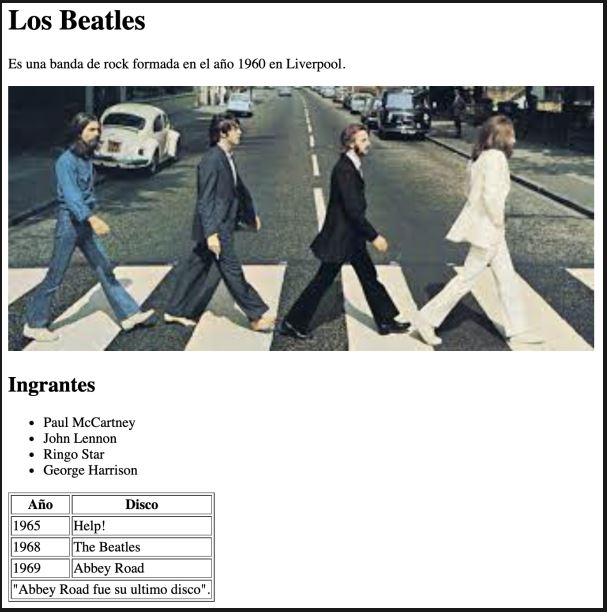 Los Beatles
Es una banda de rock formada en el año 1960 en Liverpool.
Ingrantes
Paul McCartney
John Lennon
Ringo Star
George Harrison
Año Disco
1965 Help!
1968 The Beatles
1969 Abbey Road
"Abbey Road fue su ultimo disco".